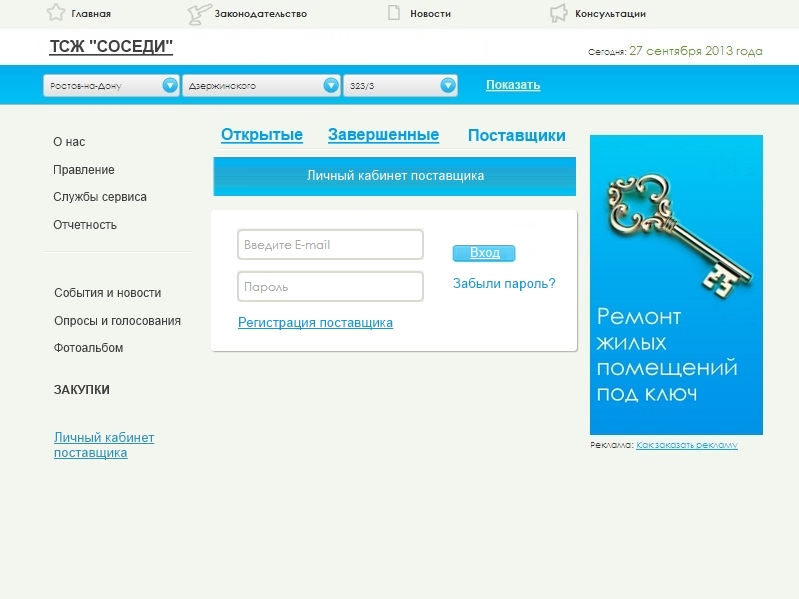 Главная
Законодательство
Новости
Консультации
ТСЖ "СОСЕДИ"
Сегодня: 27 сентября 2013 года
Ростов-на-Дону
Дзержинского
S23/3
Показать
О нас
Правление
Службы сервиса
Отчетность
События и новости
Опросы и голосования
Фотоальбом
ЗАКУПКИ
Личный кабинет
поставщика
Открытые
Завершенные
Поставщики
Личный кабинет поставщика
Введите E-mail
Вход
Пароль
Забыли пароль?
Регистрация поставщика
Ремонт
жилых
помещений
под ключ
Реклама: Как заказать рекламу